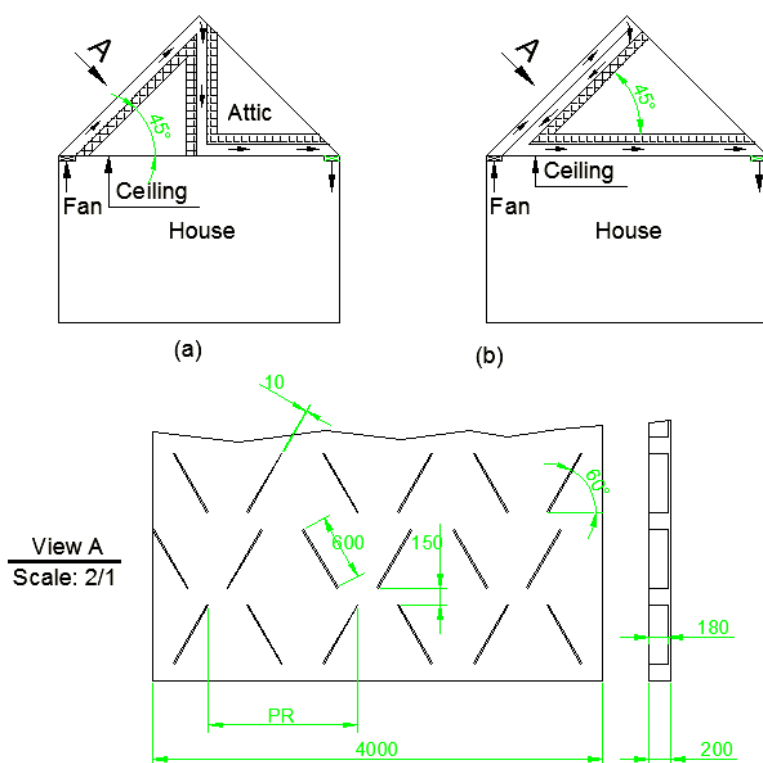 A
45°
Attic
Fan
Ceiling
House
(a)
A
45°
Fan
Ceiling
House
(b)
10
60°
600
150
View A
Scale: 2/1
180
PR
4000
200